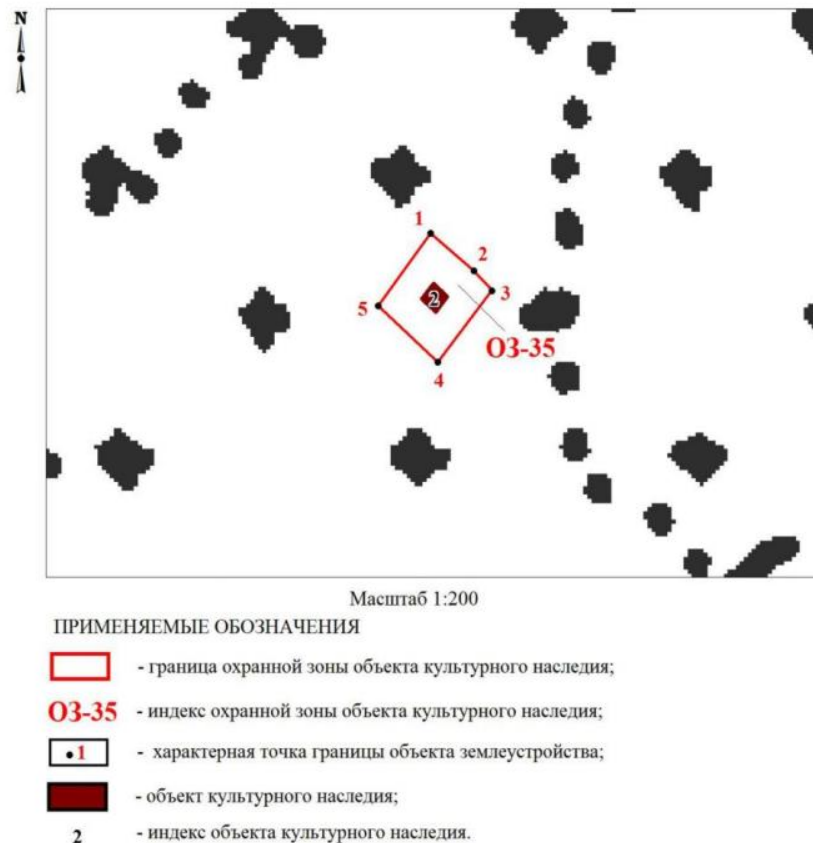 N
1
2
3
2
5
ОЗ-35
4
Масштаб 1:200
ПРИМЕНЯЕМЫЕ ОБОЗНАЧЕНИЯ
- граница охранной зоны объекта культурного наследия;
ОЗ-35 - индекс охранной зоны объекта культурного наследия;
1 - характерная точка границы объекта землеустройства;
- объект культурного наследия;
2 - индекс объекта культурного наследия.